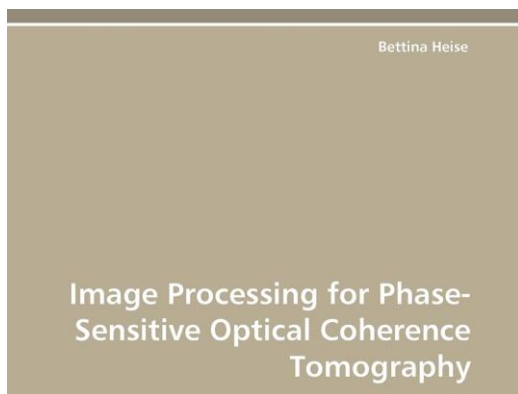 Bettina Heise
Image Processing for Phase-
Sensitive Optical Coherence
Tomography